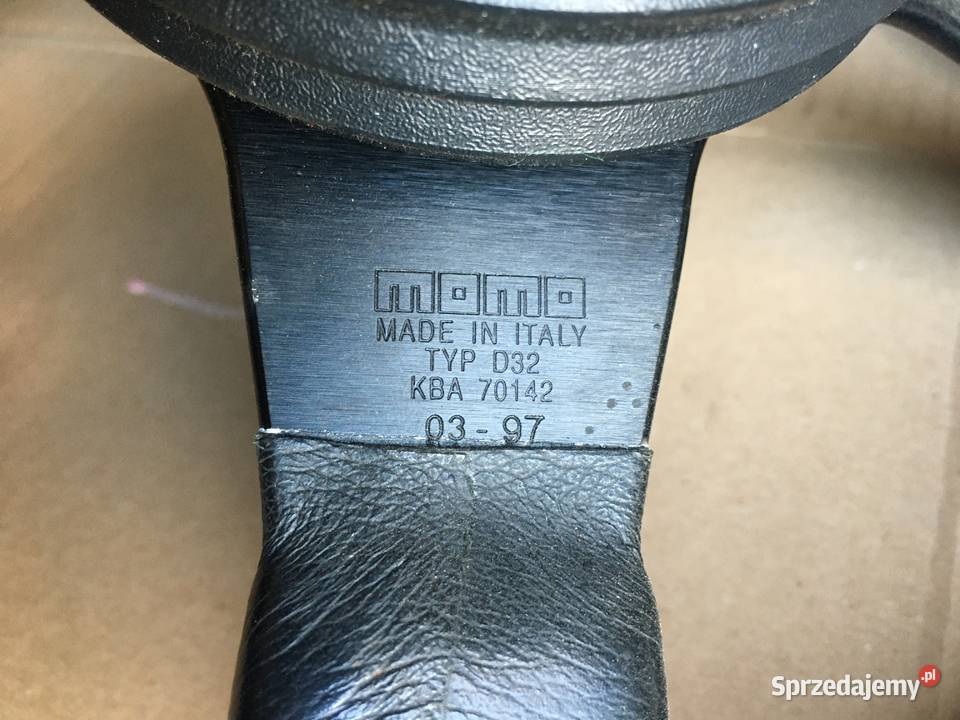 momo
MADE IN ITALY
TYP D32
KBA 70142
03 - 97
Sprzedajemy.pl